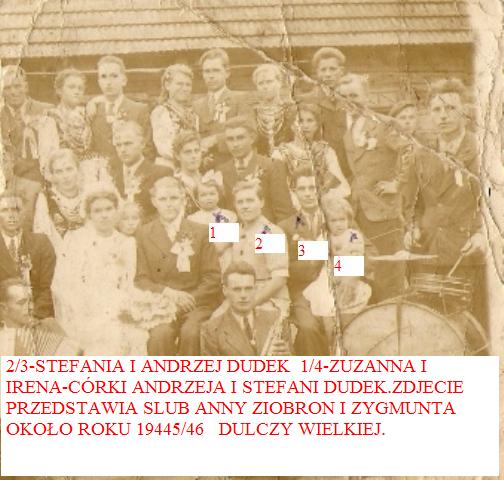 1
2
3
4
2/3-STEFANIA I ANDRZEJ DUDEK 1/4-ZUZANNA I
IRENA-CÓRKI ANDRZEJA I STEFANI DUDEK.ZDJECIE
PRZEDSTAWIA SLUB ANNY ZIOBRON I ZYGMUNTA
OKOŁO ROKU 19445/46 DULCZY WIELKIEJ.